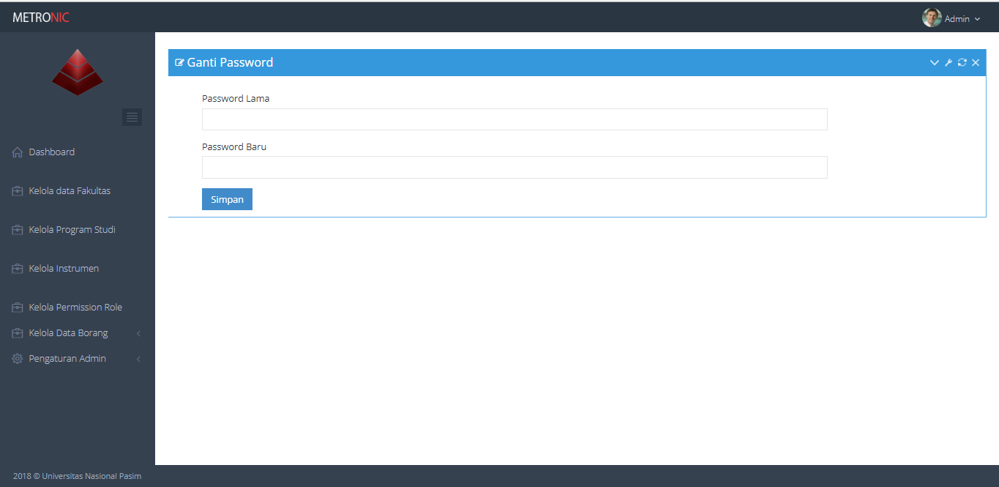 METRONIC
Admin
Ganti Password
Password Lama
Password Baru
Simpan
Dashboard
Kelola data Fakultas
Kelola Program Studi
Kelola Instrumen
Kelola Permission Role
Kelola Data Borang
Pengaturan Admin
2018 © Universitas Nasional Pasim